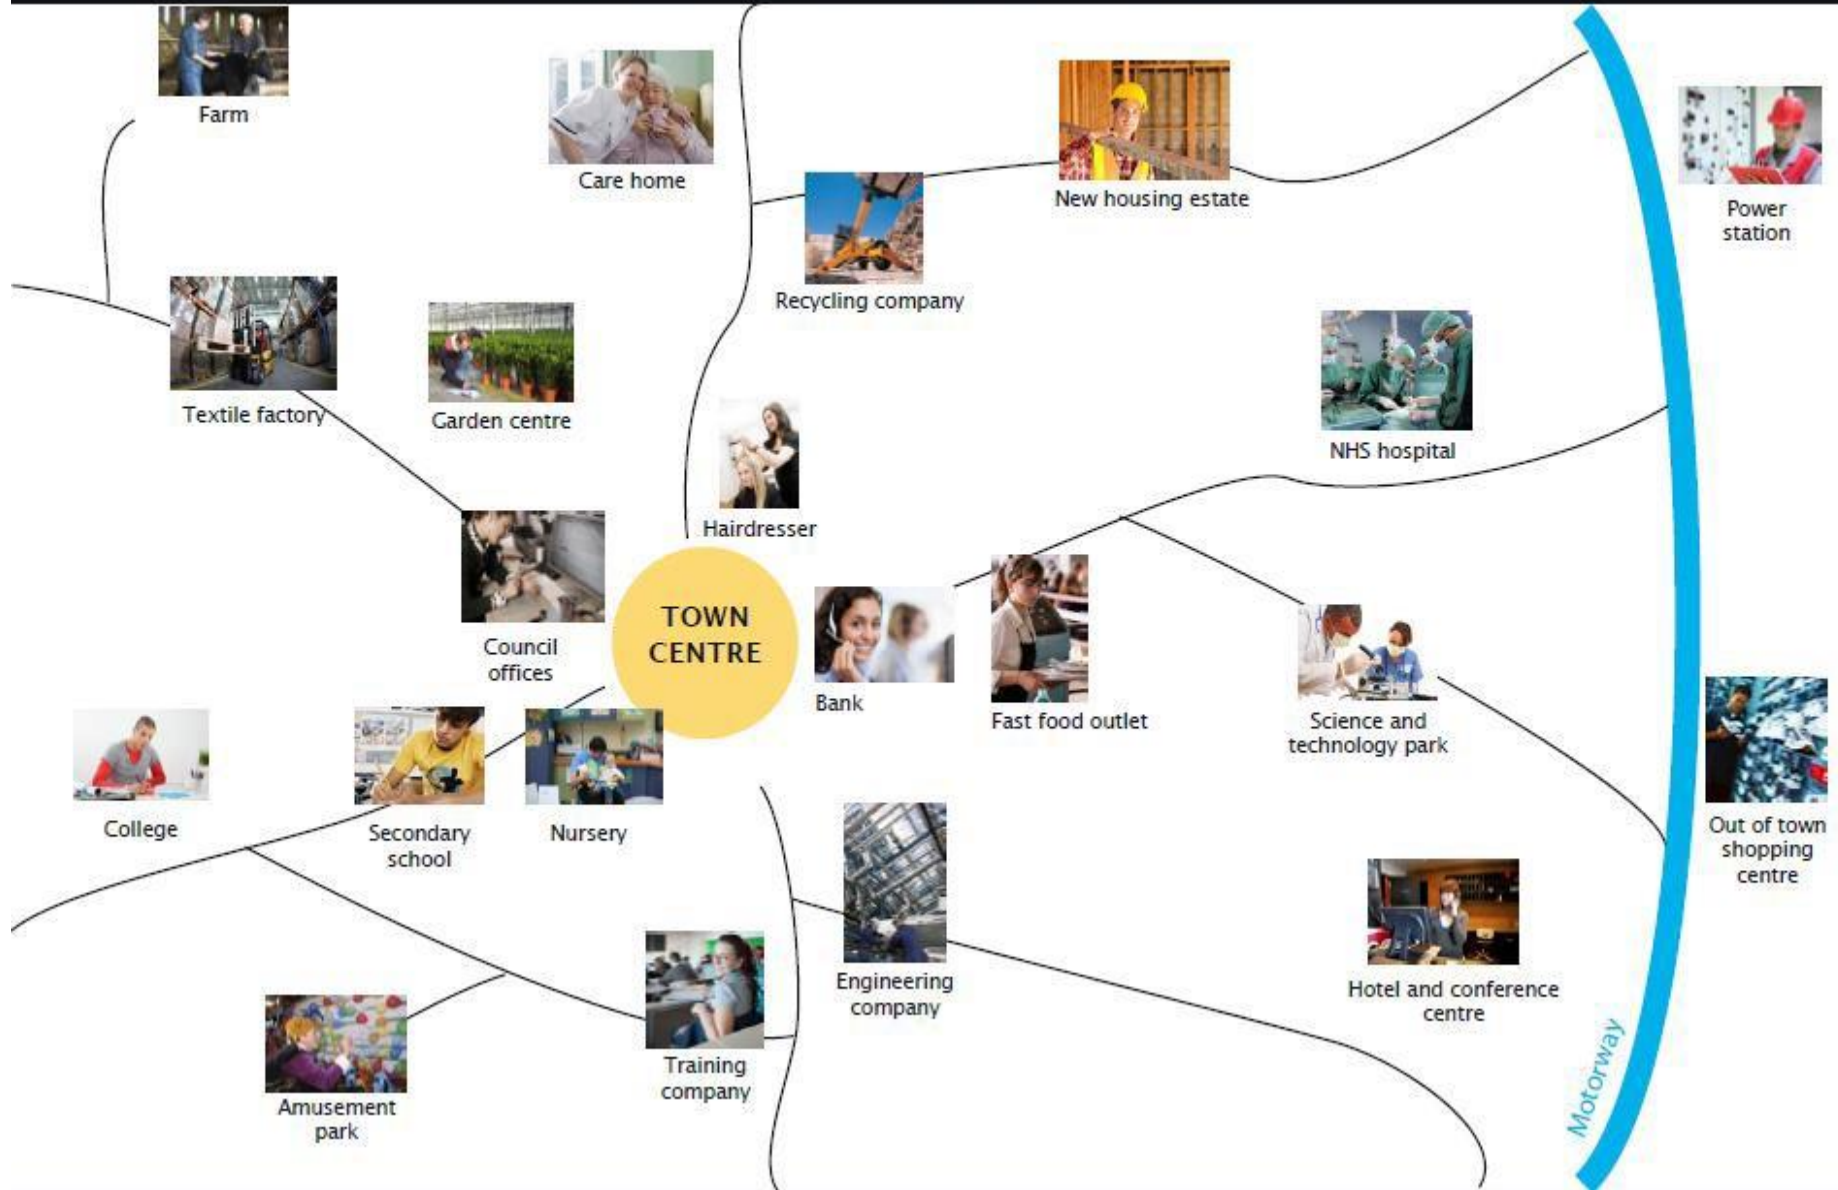 Farm
Care home
New housing estate
Power
station
Recycling company
Textile factory
Garden centre
NHS hospital
Hairdresser
TOWN
CENTRE
Council
offices
Bank
Fast food outlet
Science and
technology park
College
Secondary
school
Nursery
Out of town
shopping
centre
Engineering
company
Hotel and conference
centre
Training
company
Amusement
park
Motorway